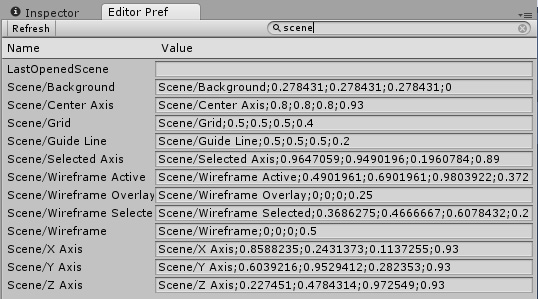 Inspector Editor Pref
Refresh scene
Name Value
LastOpenedScene
Scene/Background Scene/Background;0.278431;0.278431;0.278431;0
Scene/Center Axis Scene/Center Axis;0.8;0.8;0.8;0.93
Scene/Grid Scene/Grid;0.5;0.5;0.5;0.4
Scene/Guide Line Scene/Guide Line;0.5;0.5;0.5;0.2
Scene/Selected Axis Scene/Selected Axis;0.9647059;0.9490196;0.1960784;0.89
Scene/Wireframe Active Scene/Wireframe Active;0.4901961;0.6901961;0.9803922;0.372
Scene/Wireframe Overlay Scene/Wireframe Overlay;0;0;0;0.25
Scene/Wireframe Selecte Scene/Wireframe Selected;0.3686275;0.4666667;0.6078432;0.2
Scene/Wireframe Scene/Wireframe;0;0;0;0.5
Scene/X Axis Scene/X Axis;0.8588235;0.2431373;0.1137255;0.93
Scene/Y Axis Scene/Y Axis;0.6039216;0.9529412;0.282353;0.93
Scene/Z Axis Scene/Z Axis;0.227451;0.4784314;0.972549;0.93